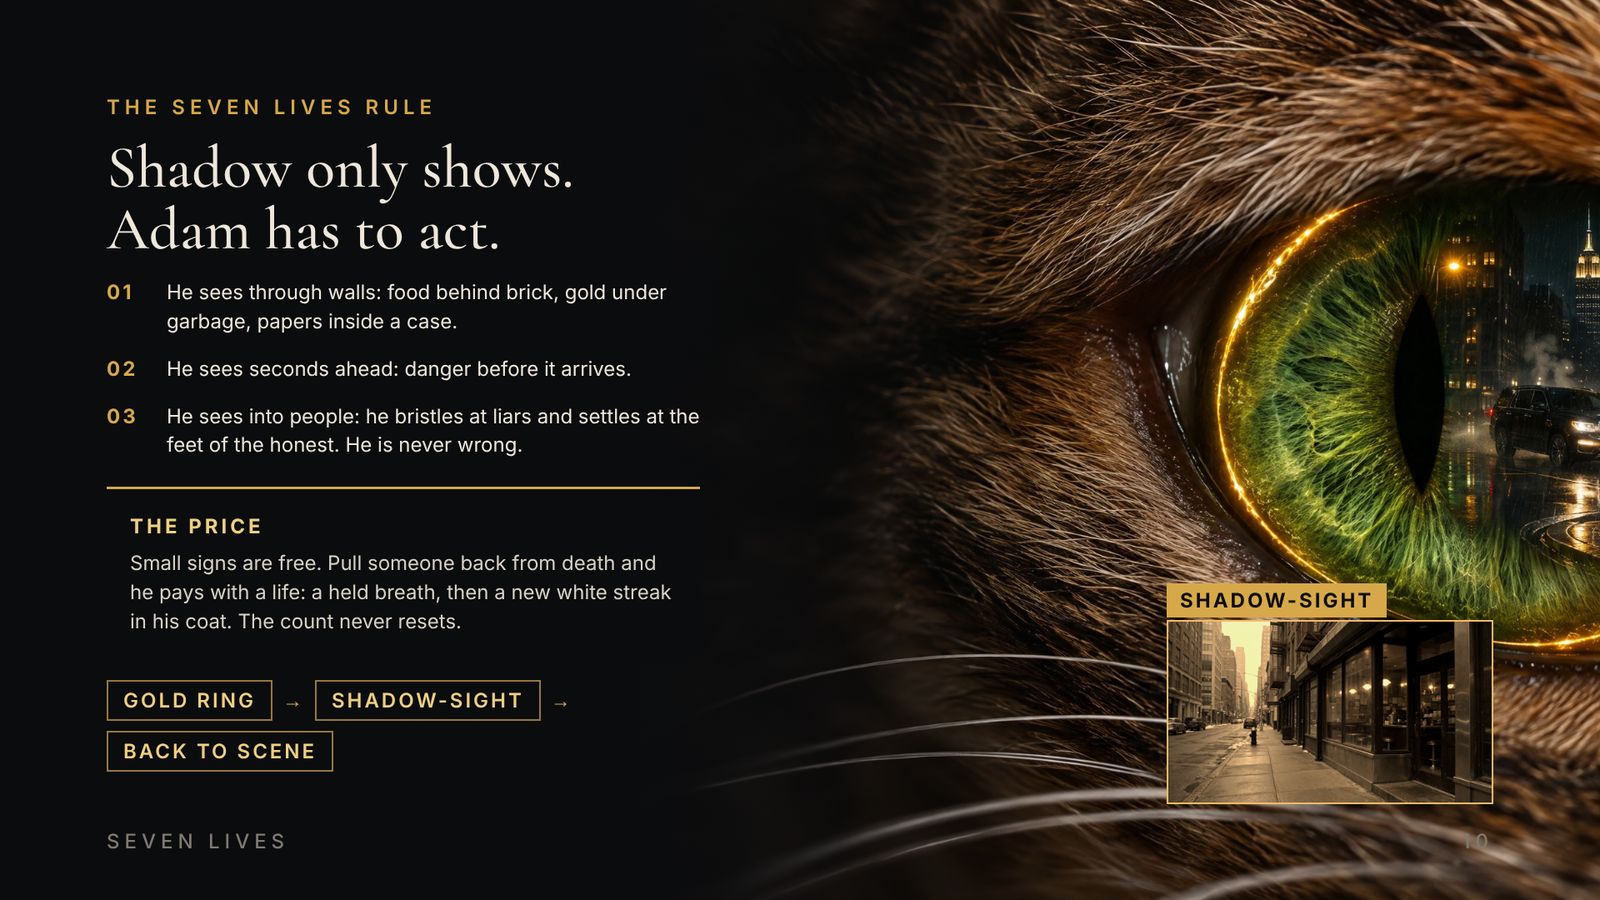 THE SEVEN LIVES RULE
Shadow only shows.
Adam has to act.
01 He sees through walls: food behind brick, gold under
garbage, papers inside a case.
02 He sees seconds ahead: danger before it arrives.
03 He sees into people: he bristles at liars and settles at the
feet of the honest. He is never wrong.
THE PRICE
Small signs are free. Pull someone back from death and
he pays with a life: a held breath, then a new white streak
in his coat. The count never resets.
GOLD RING → SHADOW-SIGHT →
BACK TO SCENE
SHADOW-SIGHT
SEVEN LIVES
10